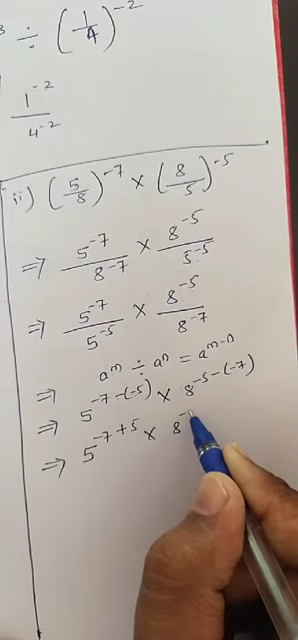 ÷ (1/4)^-2
1^-2 / 4^-2
ii) (5/8)^-7 × (8/5)^-5
⇒ 5^-7 / 8^-7 × 8^-5 / 5^-5
⇒ 5^-7 / 5^-5 × 8^-5 / 8^-7
⇒ a^m ÷ a^n = a^m-n
⇒ 5^-7-(-5) × 8^-5-(-7)
⇒ 5^-7+5 × 8^-